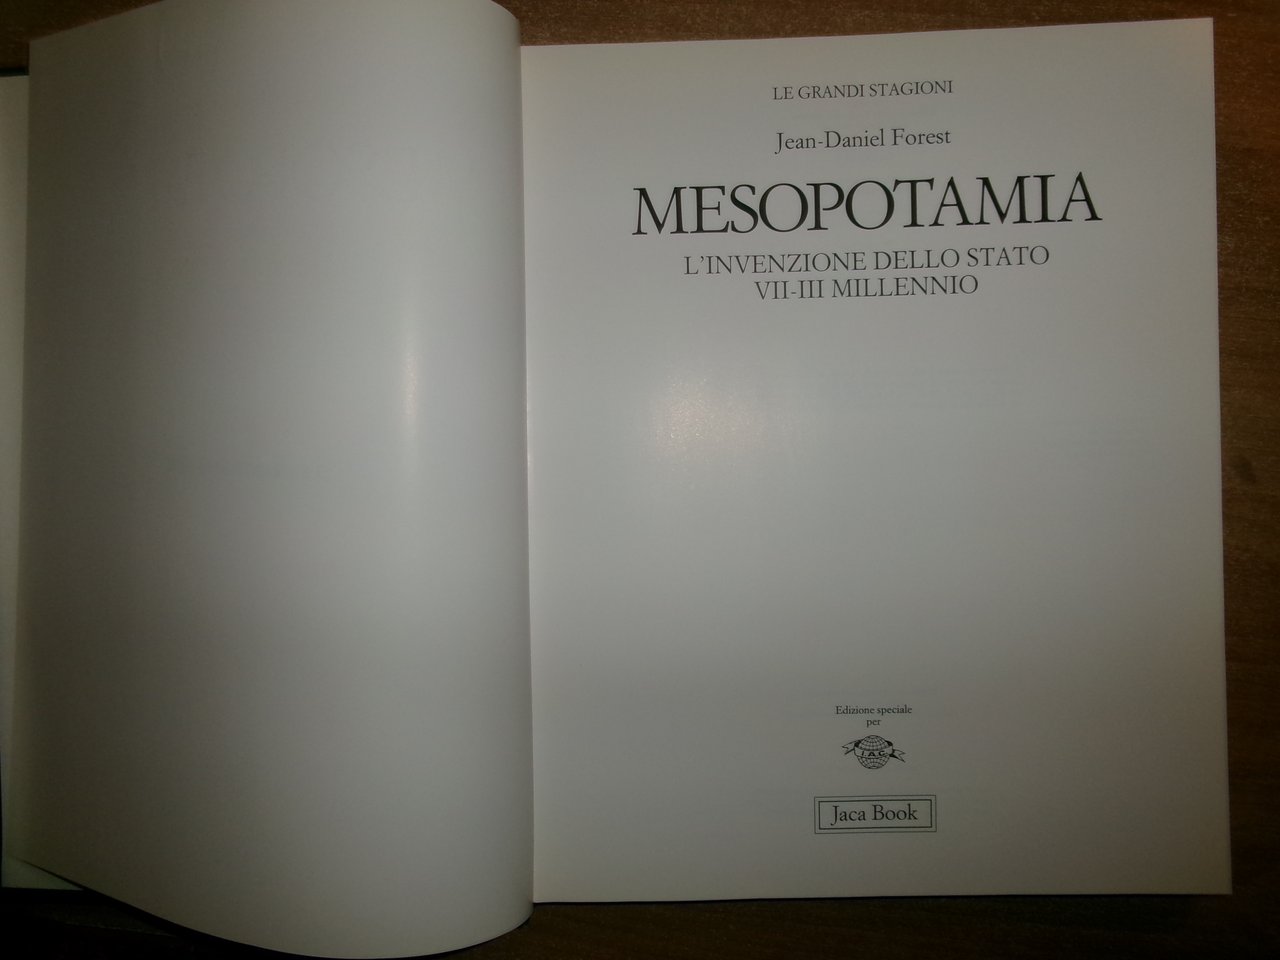 LE GRANDI STAGIONI
Jean-Daniel Forest
MESOPOTAMIA
L'INVENZIONE DELLO STATO
VII-III MILLENNIO
Edizione speciale
per
I.A.G.
Jaca Book